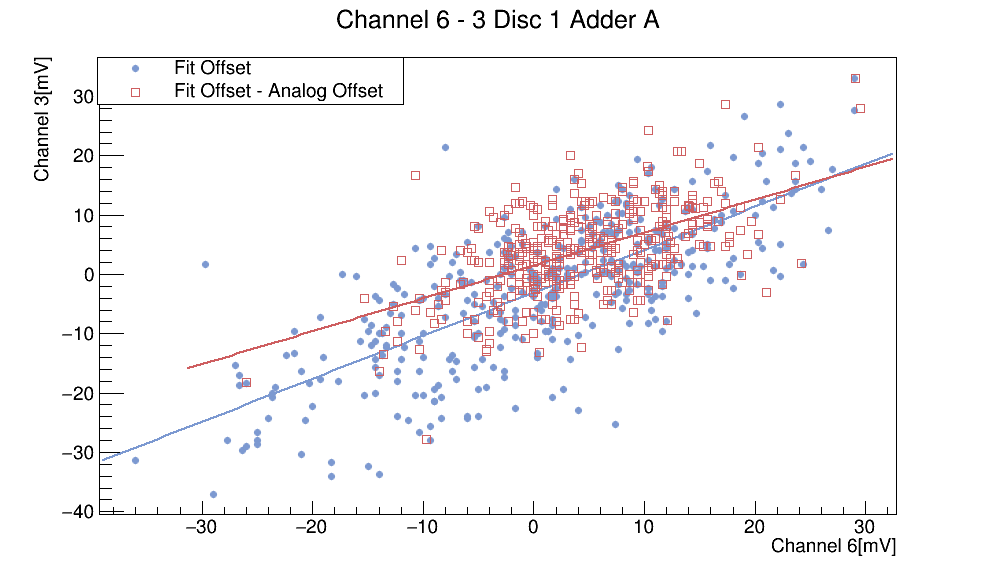 Channel 6 - 3 Disc 1 Adder A
Channel 3[mV]
Fit Offset
Fit Offset - Analog Offset
30
20
10
0
−10
−20
−30
−40
−30 −20 −10 0 10 20 30
Channel 6[mV]